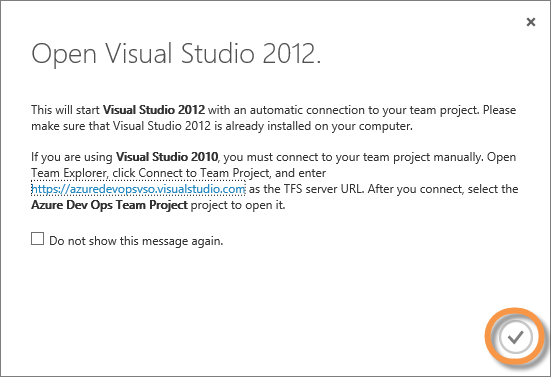 Open Visual Studio 2012.
This will start Visual Studio 2012 with an automatic connection to your team project. Please
make sure that Visual Studio 2012 is already installed on your computer.
If you are using Visual Studio 2010, you must connect to your team project manually. Open
Team Explorer, click Connect to Team Project, and enter
https://azuredevopsvso.visualstudio.com as the TFS server URL. After you connect, select the
Azure Dev Ops Team Project project to open it.
Do not show this message again.